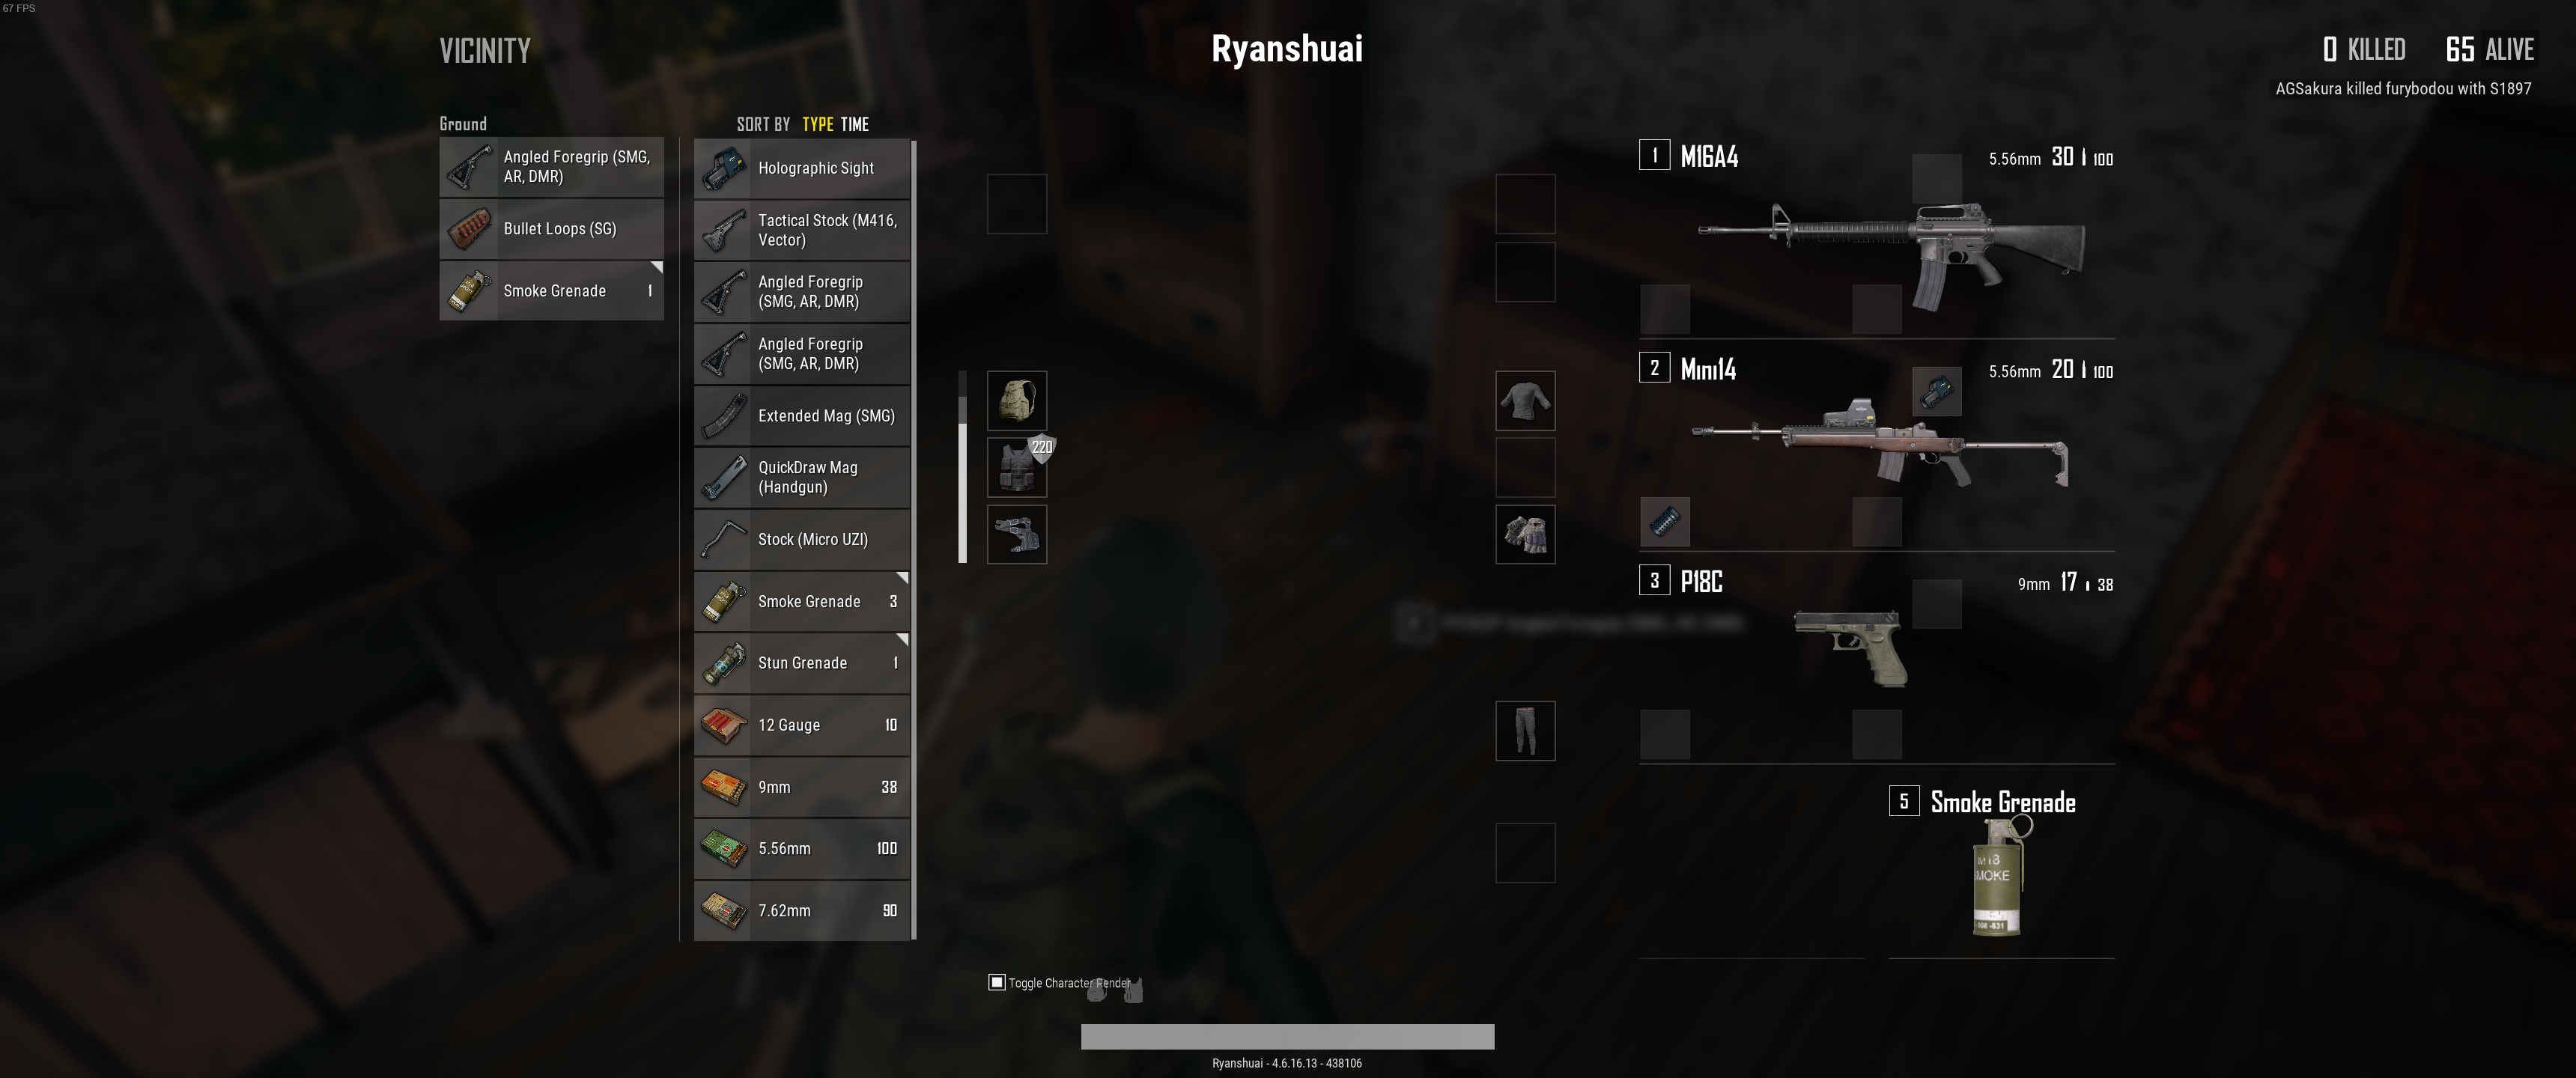 67 FPS
VICINITY
Ryanshuai
0 KILLED 65 ALIVE
AGSakura killed furybodou with S1897
Ground
Angled Foregrip (SMG,
AR, DMR)
Bullet Loops (SG)
Smoke Grenade 1
SORT BY TYPE TIME
Holographic Sight
Tactical Stock (M416,
Vector)
Angled Foregrip
(SMG, AR, DMR)
Angled Foregrip
(SMG, AR, DMR)
Extended Mag (SMG)
QuickDraw Mag
(Handgun)
Stock (Micro UZI)
Smoke Grenade 3
Stun Grenade 1
12 Gauge 10
9mm 38
5.56mm 100
7.62mm 90
220
1 M16A4 5.56mm 30 100
2 Mini14 5.56mm 20 100
3 P18C 9mm 17 38
5 Smoke Grenade
M18
SMOKE
Toggle Character Render
Ryanshuai - 4.6.16.13 - 438106